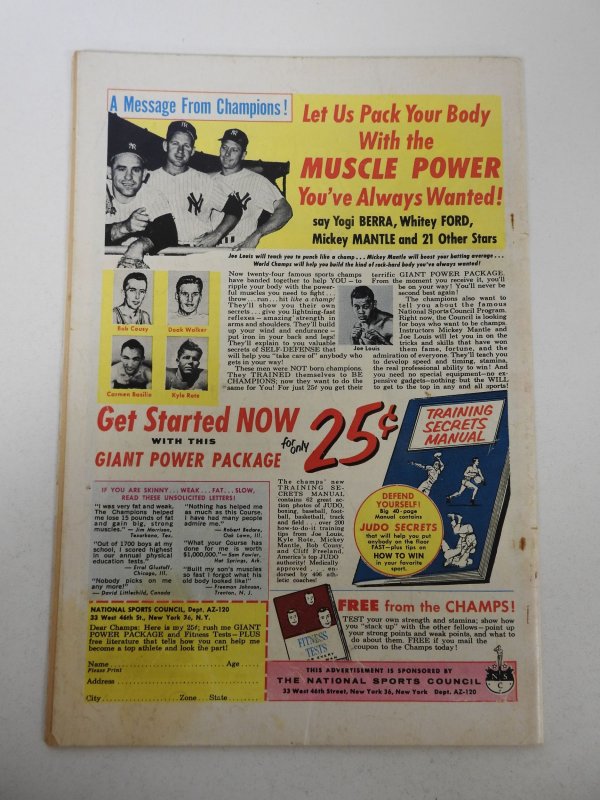 A Message From Champions!
Let Us Pack Your Body
With the
MUSCLE POWER
You've Always Wanted!
say Yogi BERRA, Whitey FORD,
Mickey MANTLE and 21 Other Stars
Joe Louis will teach you to punch like a champ... Mickey Mantle will boost your batting average...
World Champs will help you build the kind of rock-hard body you've always wanted!
Bob Cousy
Doak Walker
Carmen Basilio
Kyle Rote
Now twenty-four famous sports champs
have banded together to help YOU—to
ripple your body with the power-
ful muscles you need to fight...
throw... run... hit like a champ!
They'll show you their own
secrets... give you lightning-fast
reflexes—amazing strength in
arms and shoulders. They'll build
up your wind and endurance—
put iron in your back and legs!
They'll explain to you valuable
secrets of SELF-DEFENSE that
will help you "take care of" anybody who
gets in your way!
These men were NOT born champions.
They TRAINED themselves to BE
CHAMPIONS; now they want to do the
same for You! For just 25¢ you get their
Joe Louis
terrific GIANT POWER PACKAGE.
From the moment you receive it, you'll
be on your way! You'll never be
second best again!
The champions also want to
tell you about the famous
National Sports Council Program.
Right now, the Council is looking
for boys who want to be champs.
Instructors Mickey Mantle and
Joe Louis will let you in on the
tricks and skills that have won
them fame, fortune, and the
admiration of everyone. They'll teach you
to develop speed and timing, stamina,
the real professional ability to win! And
you need no special equipment—no ex-
pensive gadgets—nothing but the WILL
to get to the top in any and all sports!
Get Started NOW
WITH THIS
GIANT POWER PACKAGE
for only
25¢
TRAINING
SECRETS
MANUAL
DEFEND
YOURSELF!
Big 40-page
Manual contains
JUDO SECRETS
that will help you put
anybody on the floor
FAST—plus tips on
HOW TO WIN
in your favorite
sport.
IF YOU ARE SKINNY...WEAK...FAT...SLOW,
READ THESE UNSOLICITED LETTERS!
"I was very fat and weak.
The Champions helped
me lose 15 pounds of fat
and gain big, strong
muscles." — Jim Morrison,
Texarkana, Tex.
"Out of 1700 boys at my
school, I scored highest
in our annual physical
education tests."
— Ernst Gluxdaff,
Chicago, Ill.
"Nobody picks on me
any more!"
— David Littlechild, Canada
"Nothing has helped me
as much as this Course.
I have had many people
admire me."
— Robert Bedore,
Oak Lawn, Ill.
"What your Course has
done for me is worth
$1,000,000." — Sam Fowler,
Hot Springs, Ark.
"Built my son's muscles
so fast I forgot what his
old body looked like!"
— Freeman Johnson,
Trenton, N. J.
The champs' new
TRAINING SE-
CRETS MANUAL
contains 62 great ac-
tion photos of JUDO,
boxing, baseball, foot-
ball, basketball, track
and field... over 200
how-to-do-it training
tips from Joe Louis,
Kyle Rote, Mickey
Mantle, Bob Cousy,
and Cliff Freeland,
America's top JUDO
authority! Medically
approved... en-
dorsed by 406 ath-
letic coaches!
NATIONAL SPORTS COUNCIL, Dept. AZ-120
33 West 46th St., New York 36, N. Y.
Dear Champs: Here is my 25¢; rush me GIANT
POWER PACKAGE and Fitness Tests—PLUS
free literature that tells how you can help me
become a top athlete and look the part!
Name Age
Please Print
Address
City Zone State
FITNESS
TESTS
FREE from the CHAMPS!
TEST your own strength and stamina; show how
you "stack up" with the other fellows—point up
your strong points and weak points, and what to
do about them. FREE if you mail the
coupon to the Champs today!
THIS ADVERTISEMENT IS SPONSORED BY
THE NATIONAL SPORTS COUNCIL
33 West 46th Street, New York 36, New York Dept. AZ-120
N S
C